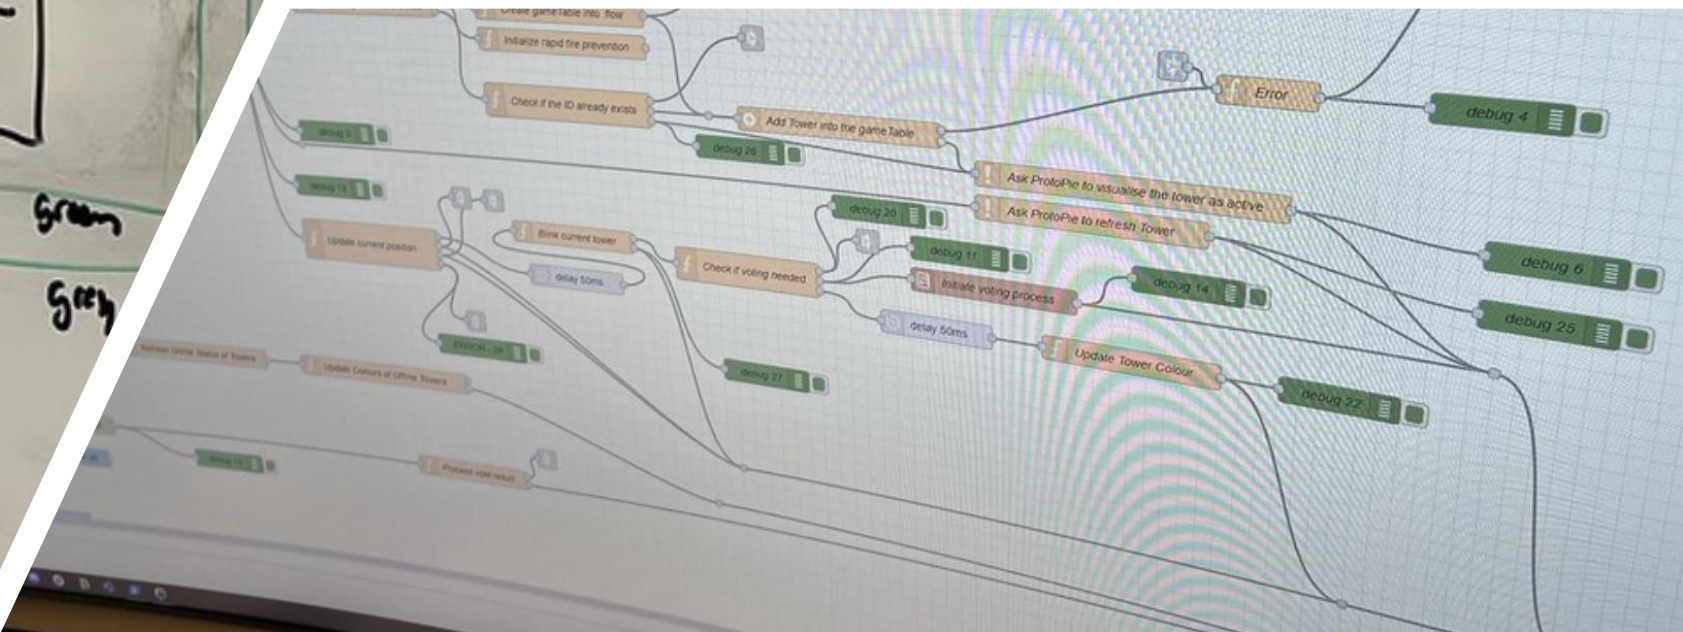 Create gameTable into flow
Initialize rapid fire prevention
Check if the ID already exists
Add Tower into the gameTable
Error
debug 4
debug 26
Ask ProtoPie to visualise the tower as active
Ask ProtoPie to refresh Tower
debug 6
debug 25
debug 20
debug 11
Update current position
Blink current tower
delay 50ms
Check if voting needed
Initiate voting process
debug 14
delay 50ms
Update Tower Colour
debug 22
debug 27
Update Colours of Offline Towers
Process vote result
Green